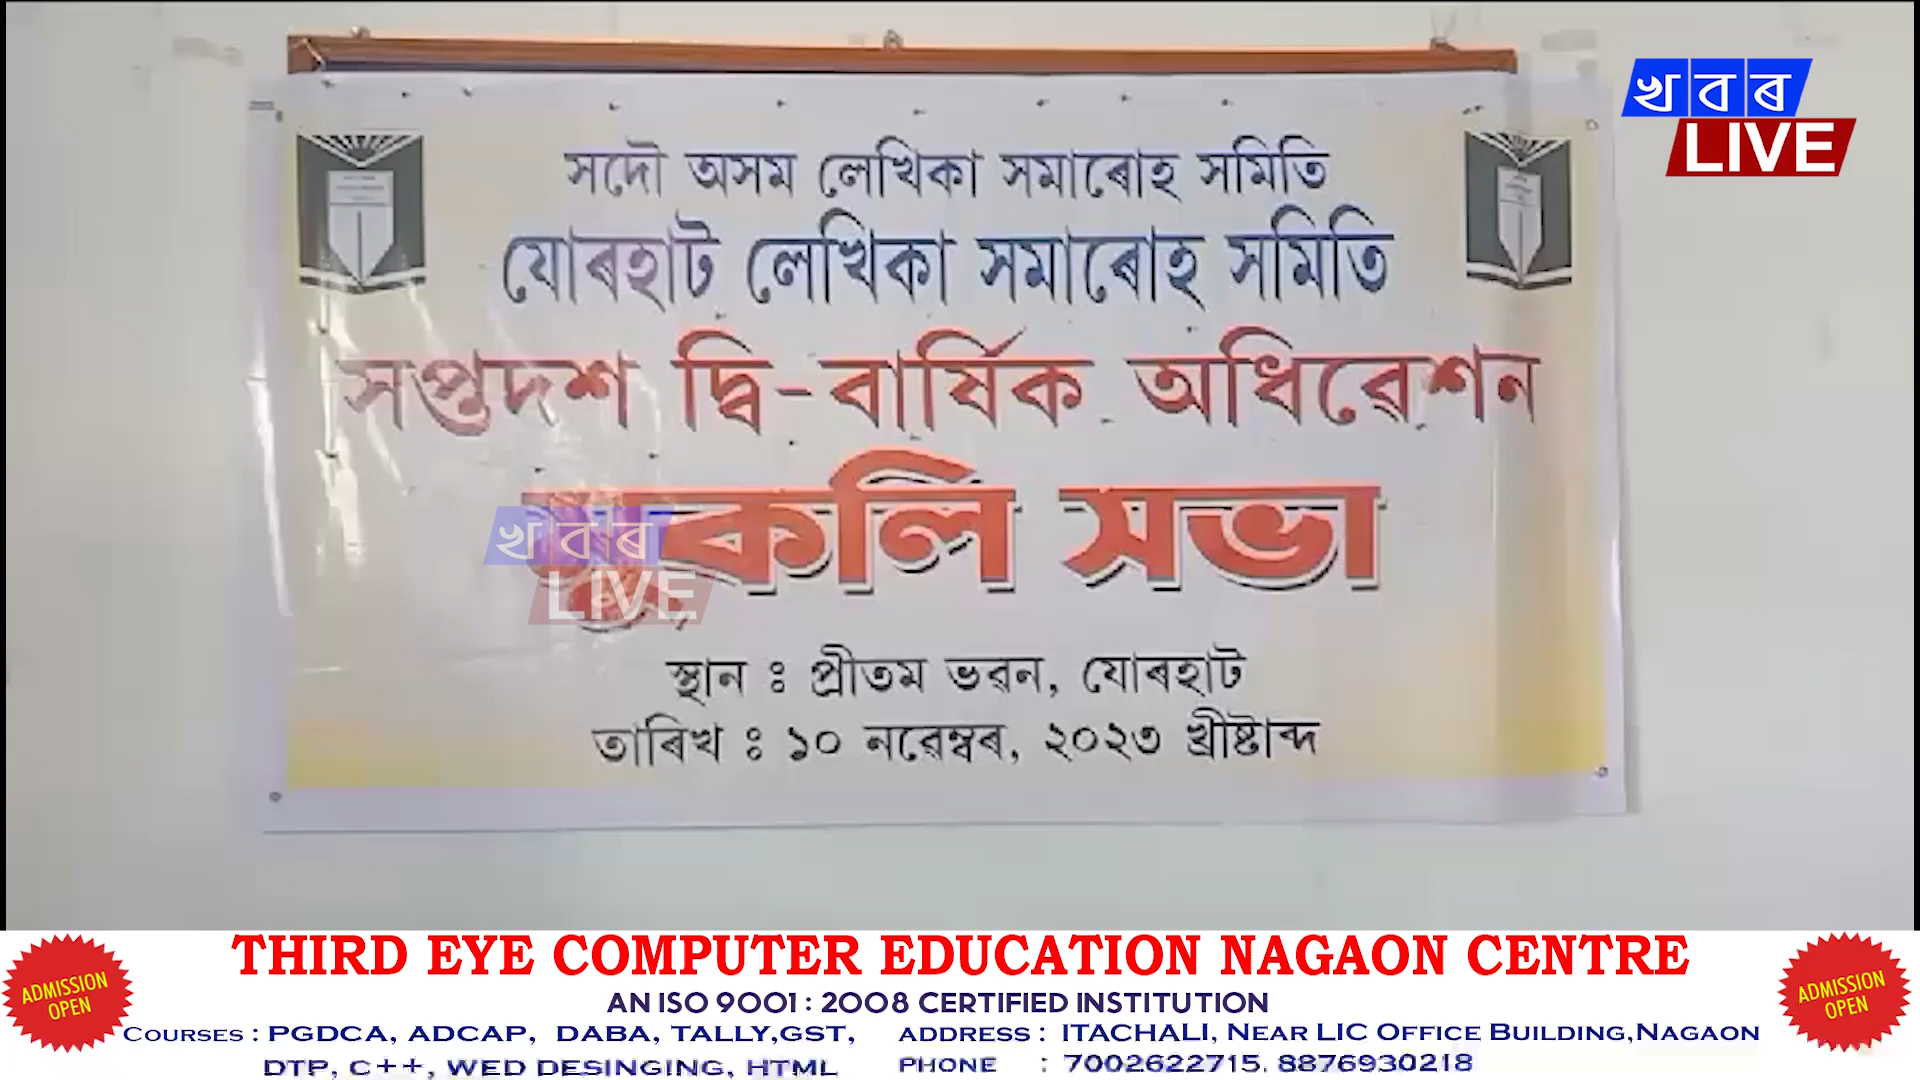 খবৰ
LIVE
সদৌ অসম লেখিকা সমাৰোহ সমিতি
যোৰহাট লেখিকা সমাৰোহ সমিতি
সপ্তদশ দ্বি-বাৰ্ষিক অধিৱেশন
মুকলি সভা
খবৰ
LIVE
স্থান ঃ প্ৰীতম ভৱন, যোৰহাট
তাৰিখ ঃ ১০ নৱেম্বৰ, ২০২৩ খ্ৰীষ্টাব্দ
THIRD EYE COMPUTER EDUCATION NAGAON CENTRE
AN ISO 9001 : 2008 CERTIFIED INSTITUTION
ADMISSION OPEN
COURSES : PGDCA, ADCAP, DABA, TALLY,GST,
DTP, C++, WED DESINGING, HTML
ADDRESS : ITACHALI, NEAR LIC OFFICE BUILDING,NAGAON
PHONE : 7002622715. 8876930218
ADMISSION OPEN